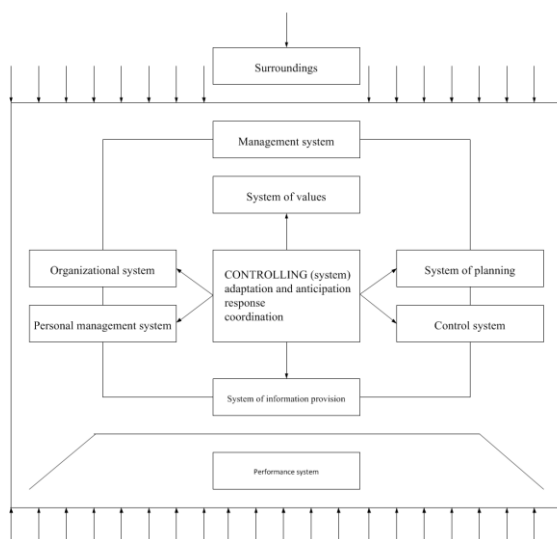 Surroundings
Management system
System of values
Organizational system
CONTROLLING (system)
adaptation and anticipation
response
coordination
System of planning
Personal management system
Control system
System of information provision
Performance system